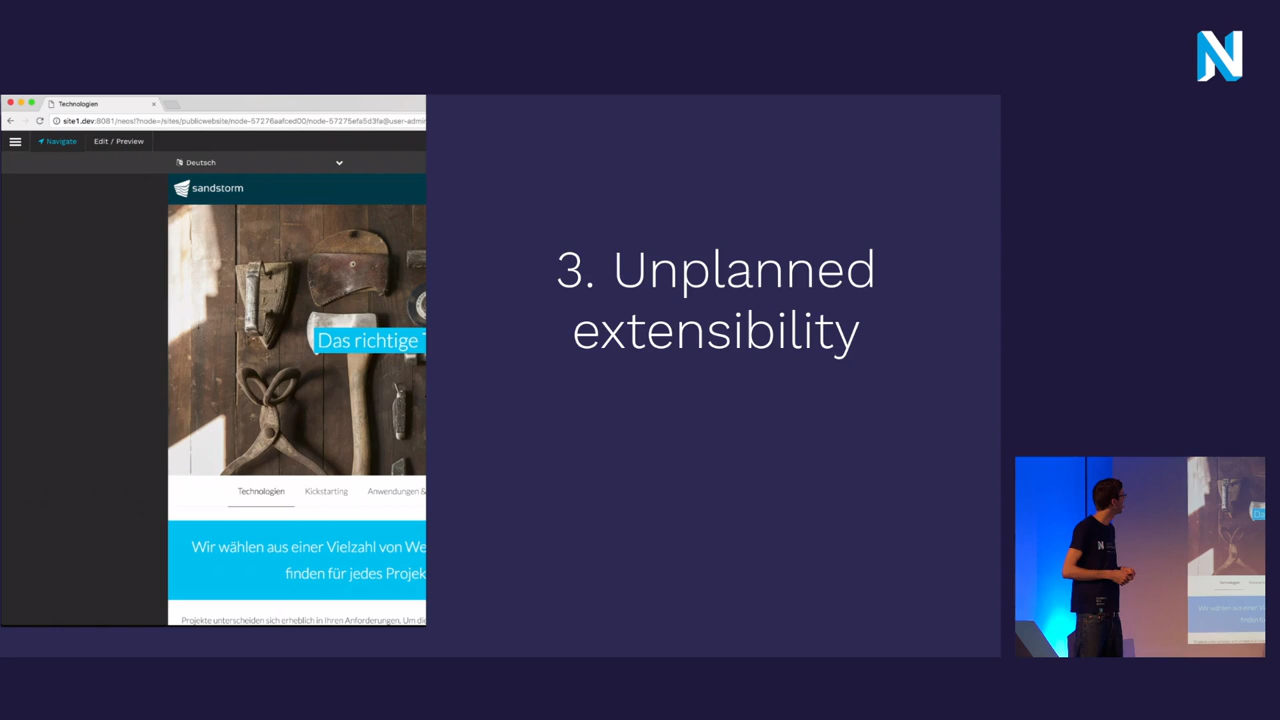 Technologien
site1.dev:8081/neos!?node=/sites/publicwebsite/node-57276aafced00/node-57275efa5d3fa@user-admin
Navigate
Edit / Preview
Deutsch
sandstorm
Das richtige
Technologien
Kickstarting
Anwendungen &
Wir wählen aus einer Vielzahl von We
finden für jedes Projek
Projekte unterscheiden sich erheblich in Ihren Anforderungen. Um die
3. Unplanned
extensibility